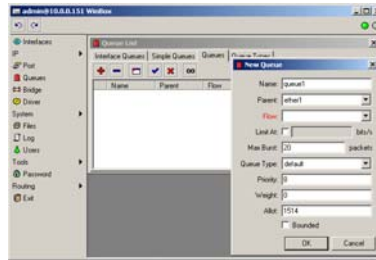 admin@10.0.0.151 WinBox
Interfaces
IP
IP Port
Queues
Bridge
Driver
System
Files
Log
Users
Tools
Password
Routing
Exit
Queue List
Interface Queues
Simple Queues
Queues
Queue Types
Name
Parent
Flow
New Queue
Name: queue1
Parent: ether1
Flow:
Limit At: bits/s
Max Burst: 20 packets
Queue Type: default
Priority: 8
Weight: 0
Allot: 1514
Bounded
OK
Cancel